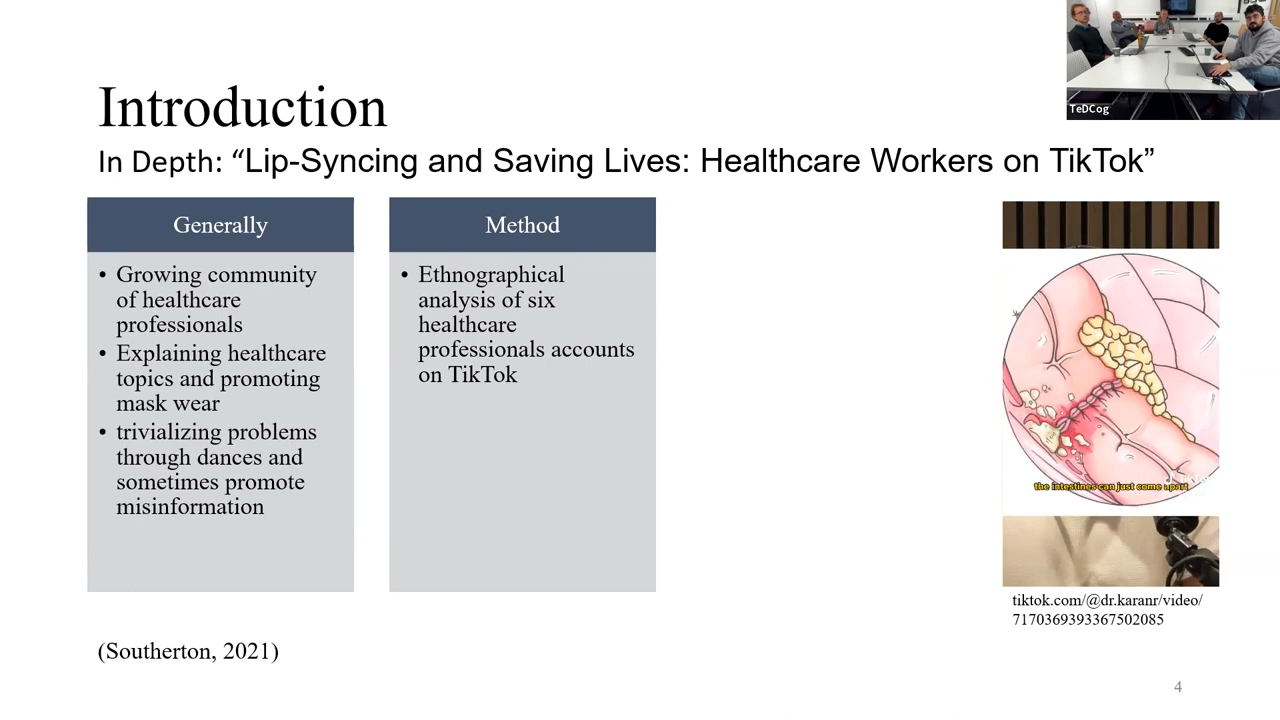 TeDCog
Introduction
In Depth: “Lip-Syncing and Saving Lives: Healthcare Workers on TikTok”
Generally
• Growing community
of healthcare
professionals
• Explaining healthcare
topics and promoting
mask wear
• trivializing problems
through dances and
sometimes promote
misinformation
Method
• Ethnographical
analysis of six
healthcare
professionals accounts
on TikTok
the intestines can just come apart
tiktok.com/@dr.karanr/video/
7170369393367502085
(Southerton, 2021)
4